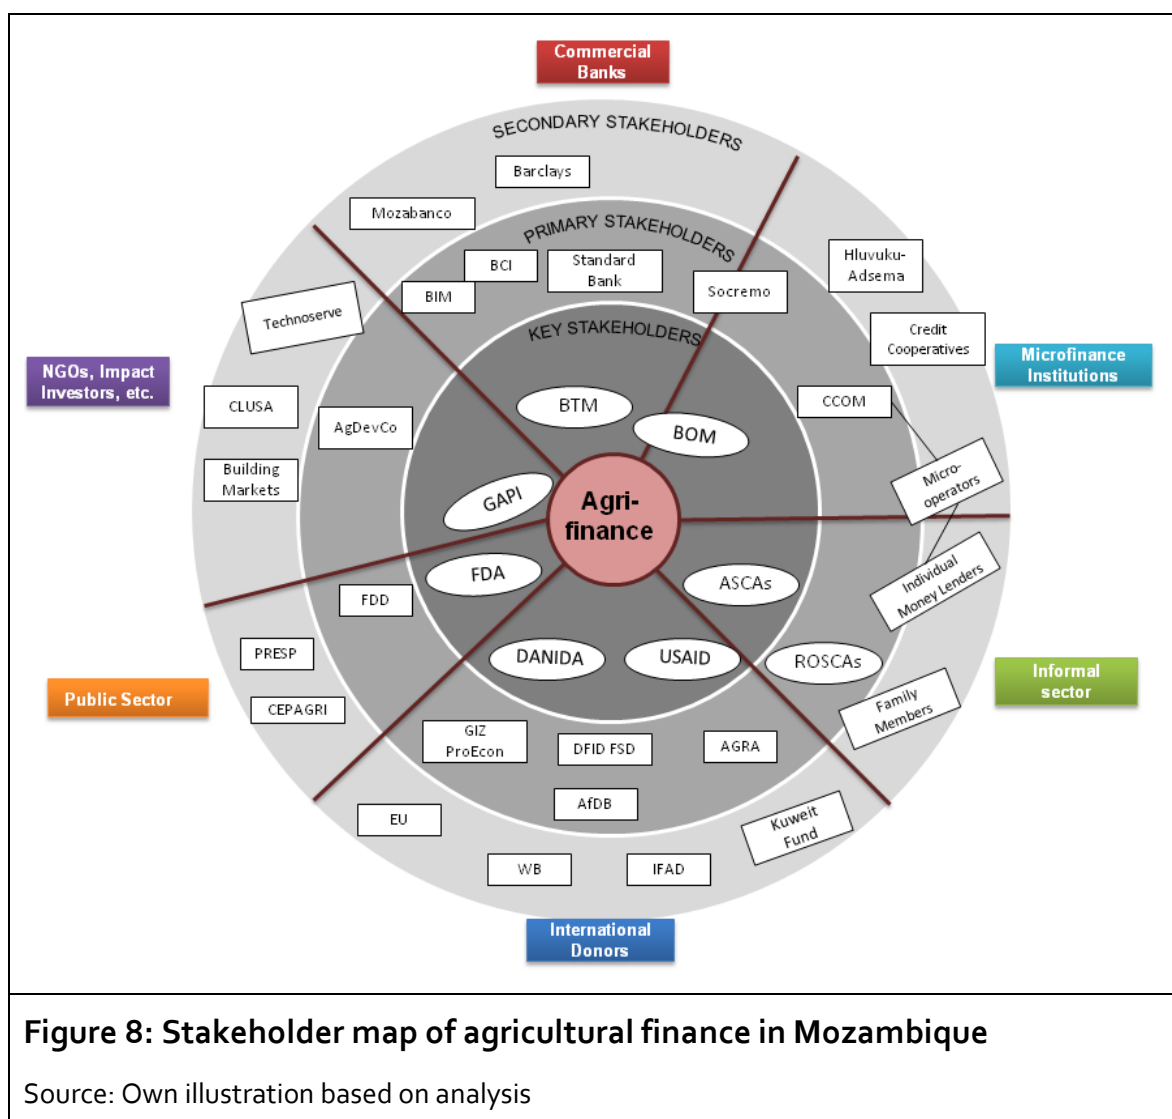 Commercial
Banks
SECONDARY STAKEHOLDERS
Barclays
Mozabanco
PRIMARY STAKEHOLDERS
BCI
Standard
Bank
BIM
Socremo
Hluvuku-
Adsema
Technoserve
KEY STAKEHOLDERS
Credit
Cooperatives
NGOs, Impact
Investors, etc.
Microfinance
Institutions
CLUSA
AgDevCo
BTM
BOM
CCOM
Building
Markets
GAPI
Agri-
finance
Micro-
operators
FDA
ASCAs
Individual
Money Lenders
FDD
PRESP
DANIDA
USAID
ROSCAs
Informal
sector
Public Sector
CEPAGRI
Family
Members
GIZ
ProEcon
DFID FSD
AGRA
EU
AfDB
Kuweit
Fund
WB
IFAD
International
Donors
Figure 8: Stakeholder map of agricultural finance in Mozambique
Source: Own illustration based on analysis